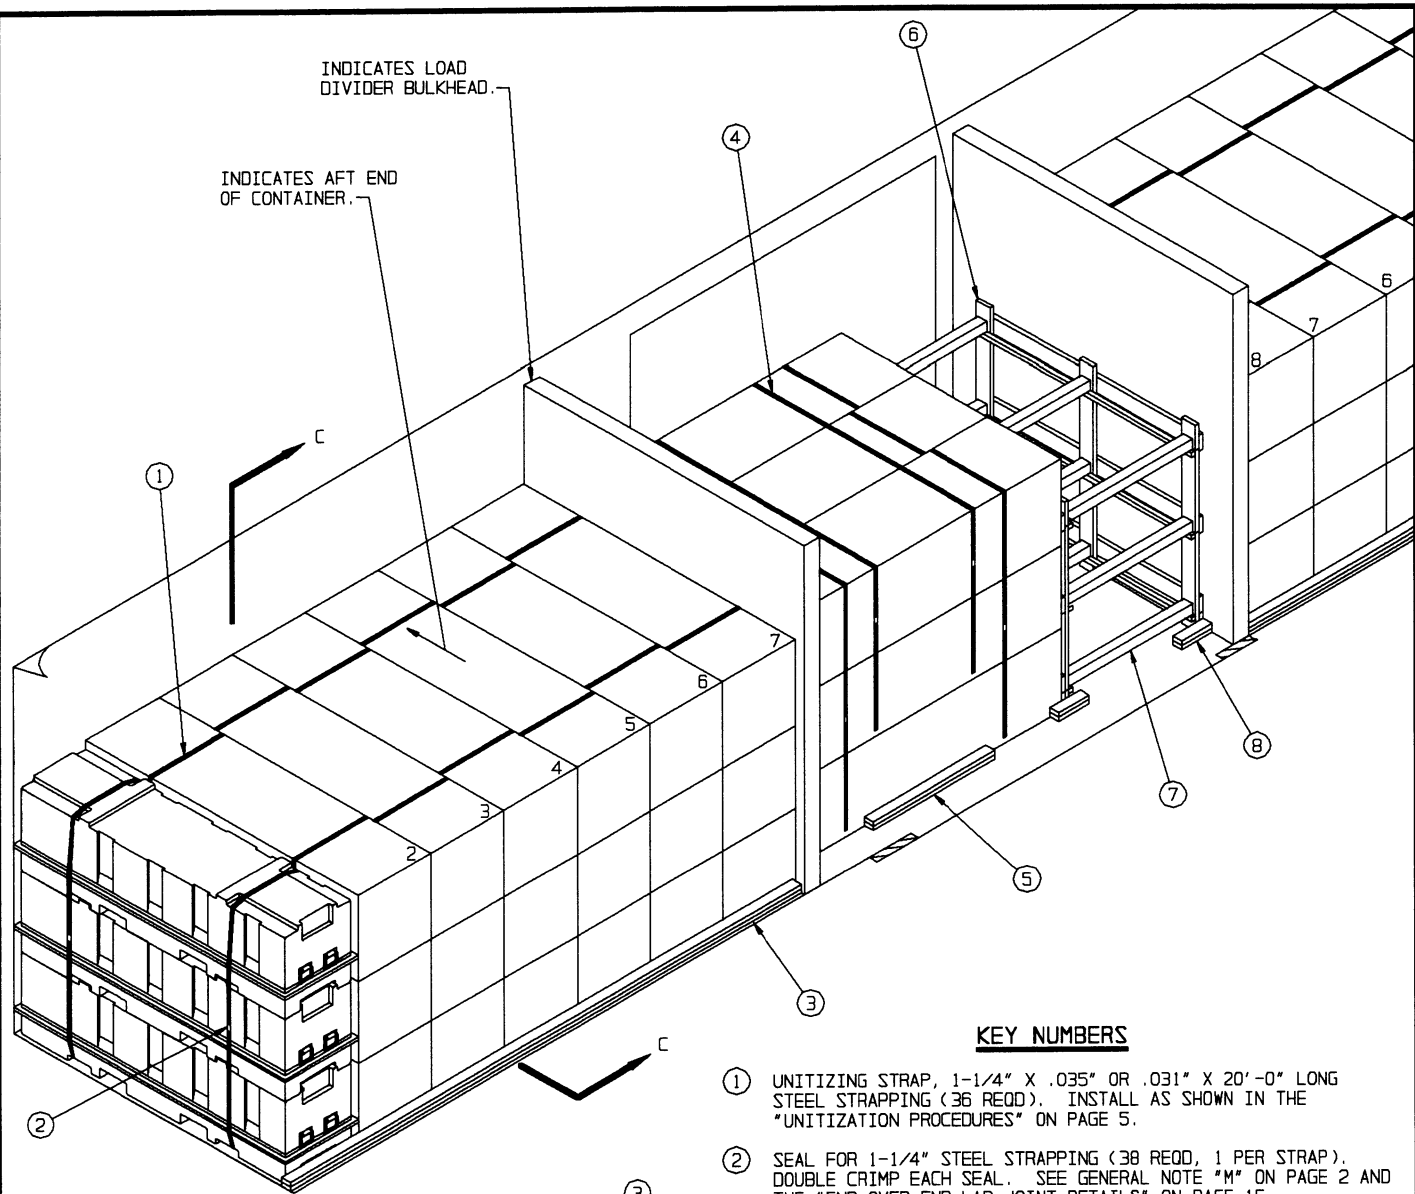 6
INDICATES LOAD
DIVIDER BULKHEAD.
4
INDICATES AFT END
OF CONTAINER.
6
7
8
C
1
7
6
5
4
3
2
8
7
5
3
C
2
KEY NUMBERS
1 UNITIZING STRAP, 1-1/4" X .035" OR .031" X 20'-0" LONG
STEEL STRAPPING (36 REQD). INSTALL AS SHOWN IN THE
"UNITIZATION PROCEDURES" ON PAGE 5.
2 SEAL FOR 1-1/4" STEEL STRAPPING (38 REQD, 1 PER STRAP).
DOUBLE CRIMP EACH SEAL. SEE GENERAL NOTE "M" ON PAGE 2 AND